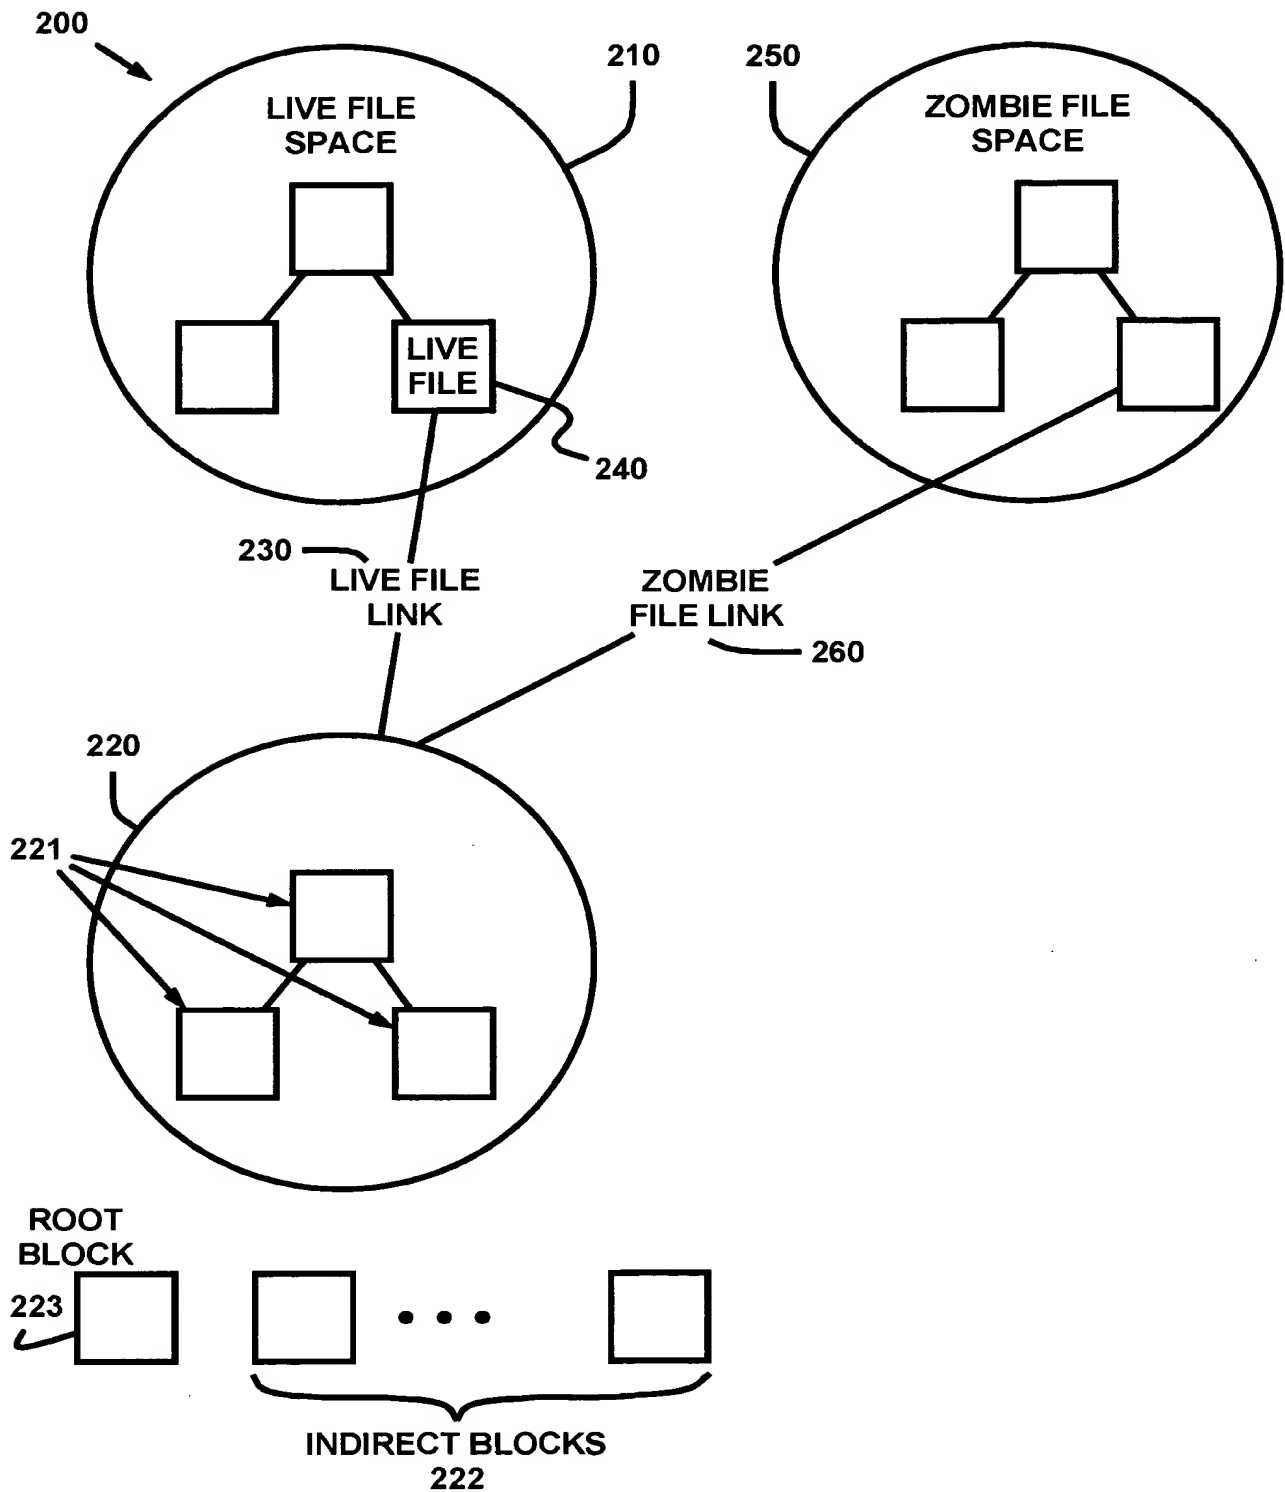 200
210
250
LIVE FILE
SPACE
ZOMBIE FILE
SPACE
LIVE
FILE
240
230
LIVE FILE
LINK
ZOMBIE
FILE LINK
260
220
221
ROOT
BLOCK
223
INDIRECT BLOCKS
222